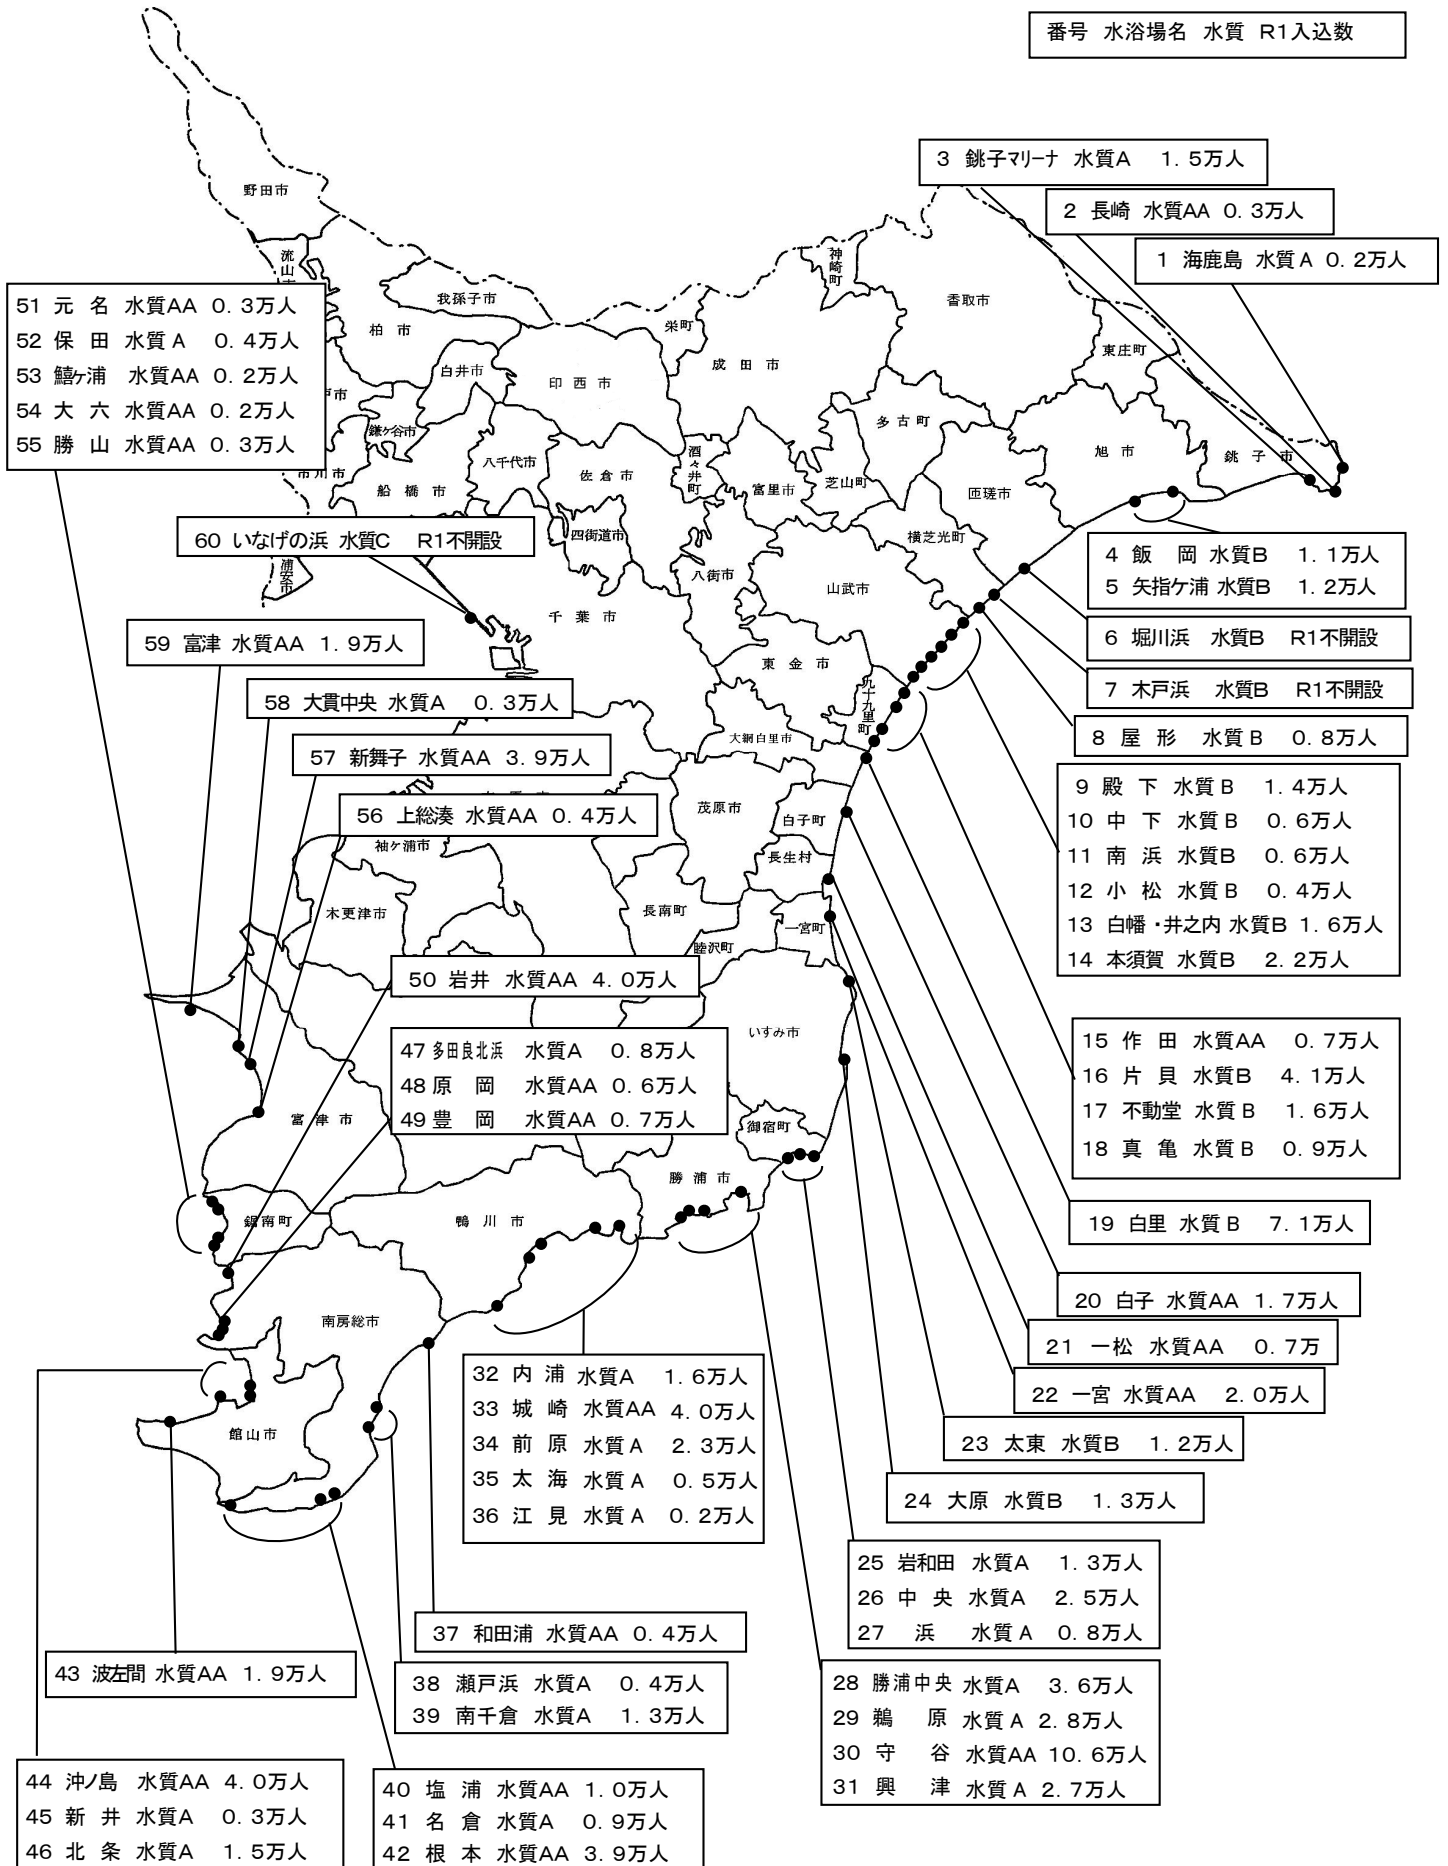 番号 水浴場名 水質 R1入込数
3 銚子マリーナ 水質A 1.5万人
2 長崎 水質AA 0.3万人
1 海鹿島 水質A 0.2万人
野田市
流山市
我孫子市
柏市
白井市
印西市
栄町
成田市
神崎町
香取市
東庄町
51 元名 水質AA 0.3万人
52 保田 水質A 0.4万人
53 鱚ヶ浦 水質AA 0.2万人
54 大六 水質AA 0.2万人
55 勝山 水質AA 0.3万人
戸市
鎌ケ谷市
市川市
船橋市
八千代市
佐倉市
酒々井町
富里市
芝山町
多古町
匝瑳市
旭市
銚子市
60 いなげの浜 水質C R1不開設
四街道市
八街市
横芝光町
山武市
浦安市
千葉市
4 飯岡 水質B 1.1万人
5 矢指ケ浦 水質B 1.2万人
6 堀川浜 水質B R1不開設
7 木戸浜 水質B R1不開設
8 屋形 水質B 0.8万人
59 富津 水質AA 1.9万人
58 大貫中央 水質A 0.3万人
57 新舞子 水質AA 3.9万人
56 上総湊 水質AA 0.4万人
東金市
九十九里町
大網白里市
茂原市
白子町
長生村
袖ケ浦市
木更津市
長南町
睦沢町
一宮町
9 殿下 水質B 1.4万人
10 中下 水質B 0.6万人
11 南浜 水質B 0.6万人
12 小松 水質B 0.4万人
13 白幡・井之内 水質B 1.6万人
14 本須賀 水質B 2.2万人
50 岩井 水質AA 4.0万人
47 多田良北浜 水質A 0.8万人
48 原岡 水質AA 0.6万人
49 豊岡 水質AA 0.7万人
いすみ市
御宿町
15 作田 水質AA 0.7万人
16 片貝 水質B 4.1万人
17 不動堂 水質B 1.6万人
18 真亀 水質B 0.9万人
富津市
鋸南町
鴨川市
勝浦市
19 白里 水質B 7.1万人
20 白子 水質AA 1.7万人
21 一松 水質AA 0.7万
22 一宮 水質AA 2.0万人
23 太東 水質B 1.2万人
24 大原 水質B 1.3万人
南房総市
館山市
32 内浦 水質A 1.6万人
33 城崎 水質AA 4.0万人
34 前原 水質A 2.3万人
35 太海 水質A 0.5万人
36 江見 水質A 0.2万人
25 岩和田 水質A 1.3万人
26 中央 水質A 2.5万人
27 浜 水質A 0.8万人
37 和田浦 水質AA 0.4万人
38 瀬戸浜 水質A 0.4万人
39 南千倉 水質A 1.3万人
43 波左間 水質AA 1.9万人
28 勝浦中央 水質A 3.6万人
29 鵜原 水質A 2.8万人
30 守谷 水質AA 10.6万人
31 興津 水質A 2.7万人
44 沖ノ島 水質AA 4.0万人
45 新井 水質A 0.3万人
46 北条 水質A 1.5万人
40 塩浦 水質AA 1.0万人
41 名倉 水質A 0.9万人
42 根本 水質AA 3.9万人